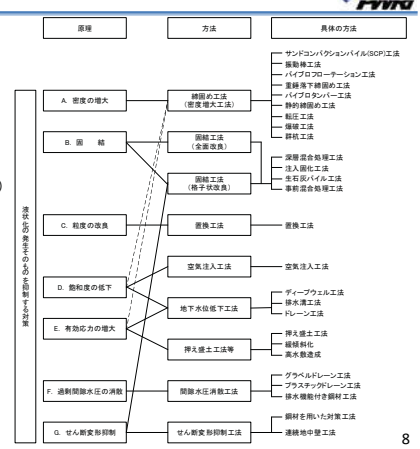 PWRI
原理
方法
具体の方法
液状化の発生そのものを抑制する対策
A. 密度の増大
B. 固 結
C. 粒度の改良
D. 飽和度の低下
E. 有効応力の増大
F. 過剰間隙水圧の消散
G. せん断変形抑制
締固め工法
(密度増大工法)
固結工法
(全面改良)
固結工法
(格子状改良)
置換工法
空気注入工法
地下水位低下工法
押え盛土工法等
間隙水圧消散工法
せん断変形抑制工法
サンドコンパクションパイル(SCP)工法
振動棒工法
バイブロフローテーション工法
重錘落下締固め工法
バイブロタンパー工法
静的締固め工法
転圧工法
爆破工法
群杭工法
深層混合処理工法
注入固化工法
生石灰パイル工法
事前混合処理工法
置換工法
空気注入工法
ディープウェル工法
排水溝工法
ドレーン工法
押え盛土工法
緩傾斜化
高水敷造成
グラベルドレーン工法
プラスチックドレーン工法
排水機能付き鋼材工法
鋼材を用いた対策工法
連続地中壁工法
)
8